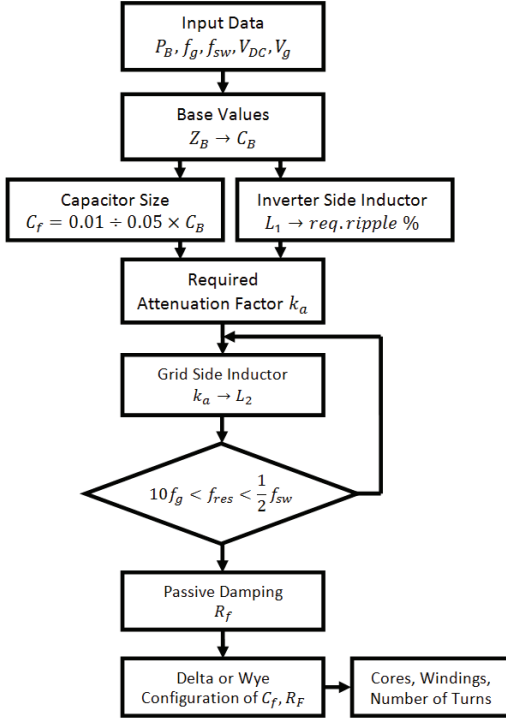 Input Data
P_B, f_g, f_sw, V_DC, V_g
Base Values
Z_B → C_B
Capacitor Size
C_f = 0.01 ÷ 0.05 × C_B
Inverter Side Inductor
L_1 → req. ripple %
Required
Attenuation Factor k_a
Grid Side Inductor
k_a → L_2
10f_g < f_res < 1/2 f_sw
Passive Damping
R_f
Delta or Wye
Configuration of C_f, R_F
Cores, Windings,
Number of Turns